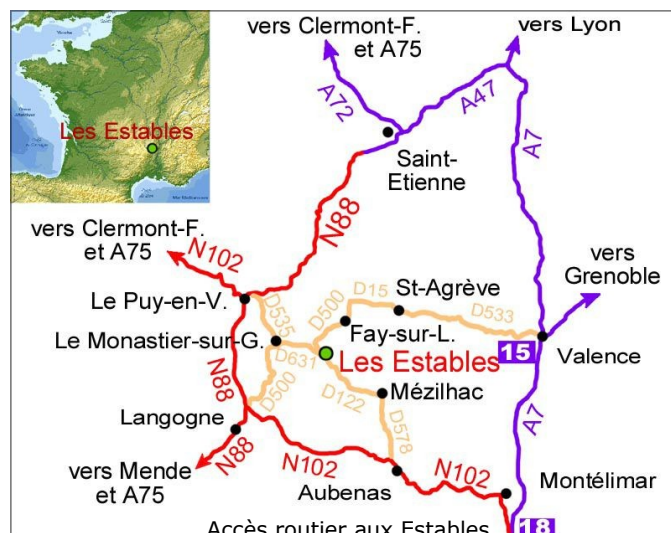 vers Clermont-F.
et A75
vers Lyon
Les Estables
A72
A47
A7
Saint-
Etienne
N88
vers Clermont-F.
et A75
N102
vers
Grenoble
Le Puy-en-V.
D535
D500
D15
St-Agrève
D533
Le Monastier-sur-G.
Fay-sur-L.
D631
Les Estables
15
Valence
N88
D500
D122
Mézilhac
A7
Langogne
D578
N88
N102
N102
vers Mende
et A75
Aubenas
Montélimar
Accès routier aux Estables
18